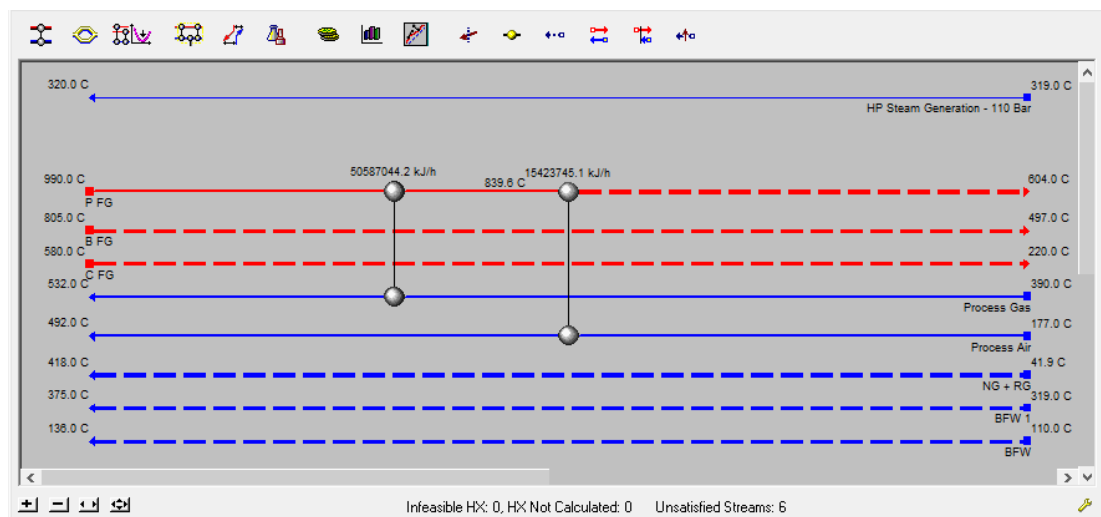 320.0 C
319.0 C
HP Steam Generation - 110 Bar
50587044.2 kJ/h
15423745.1 kJ/h
990.0 C
839.6 C
604.0 C
P FG
805.0 C
497.0 C
B FG
580.0 C
220.0 C
C FG
532.0 C
390.0 C
Process Gas
492.0 C
177.0 C
Process Air
418.0 C
41.9 C
NG + RG
375.0 C
319.0 C
BFW 1
136.0 C
110.0 C
BFW
Infeasible HX: 0, HX Not Calculated: 0 Unsatisfied Streams: 6